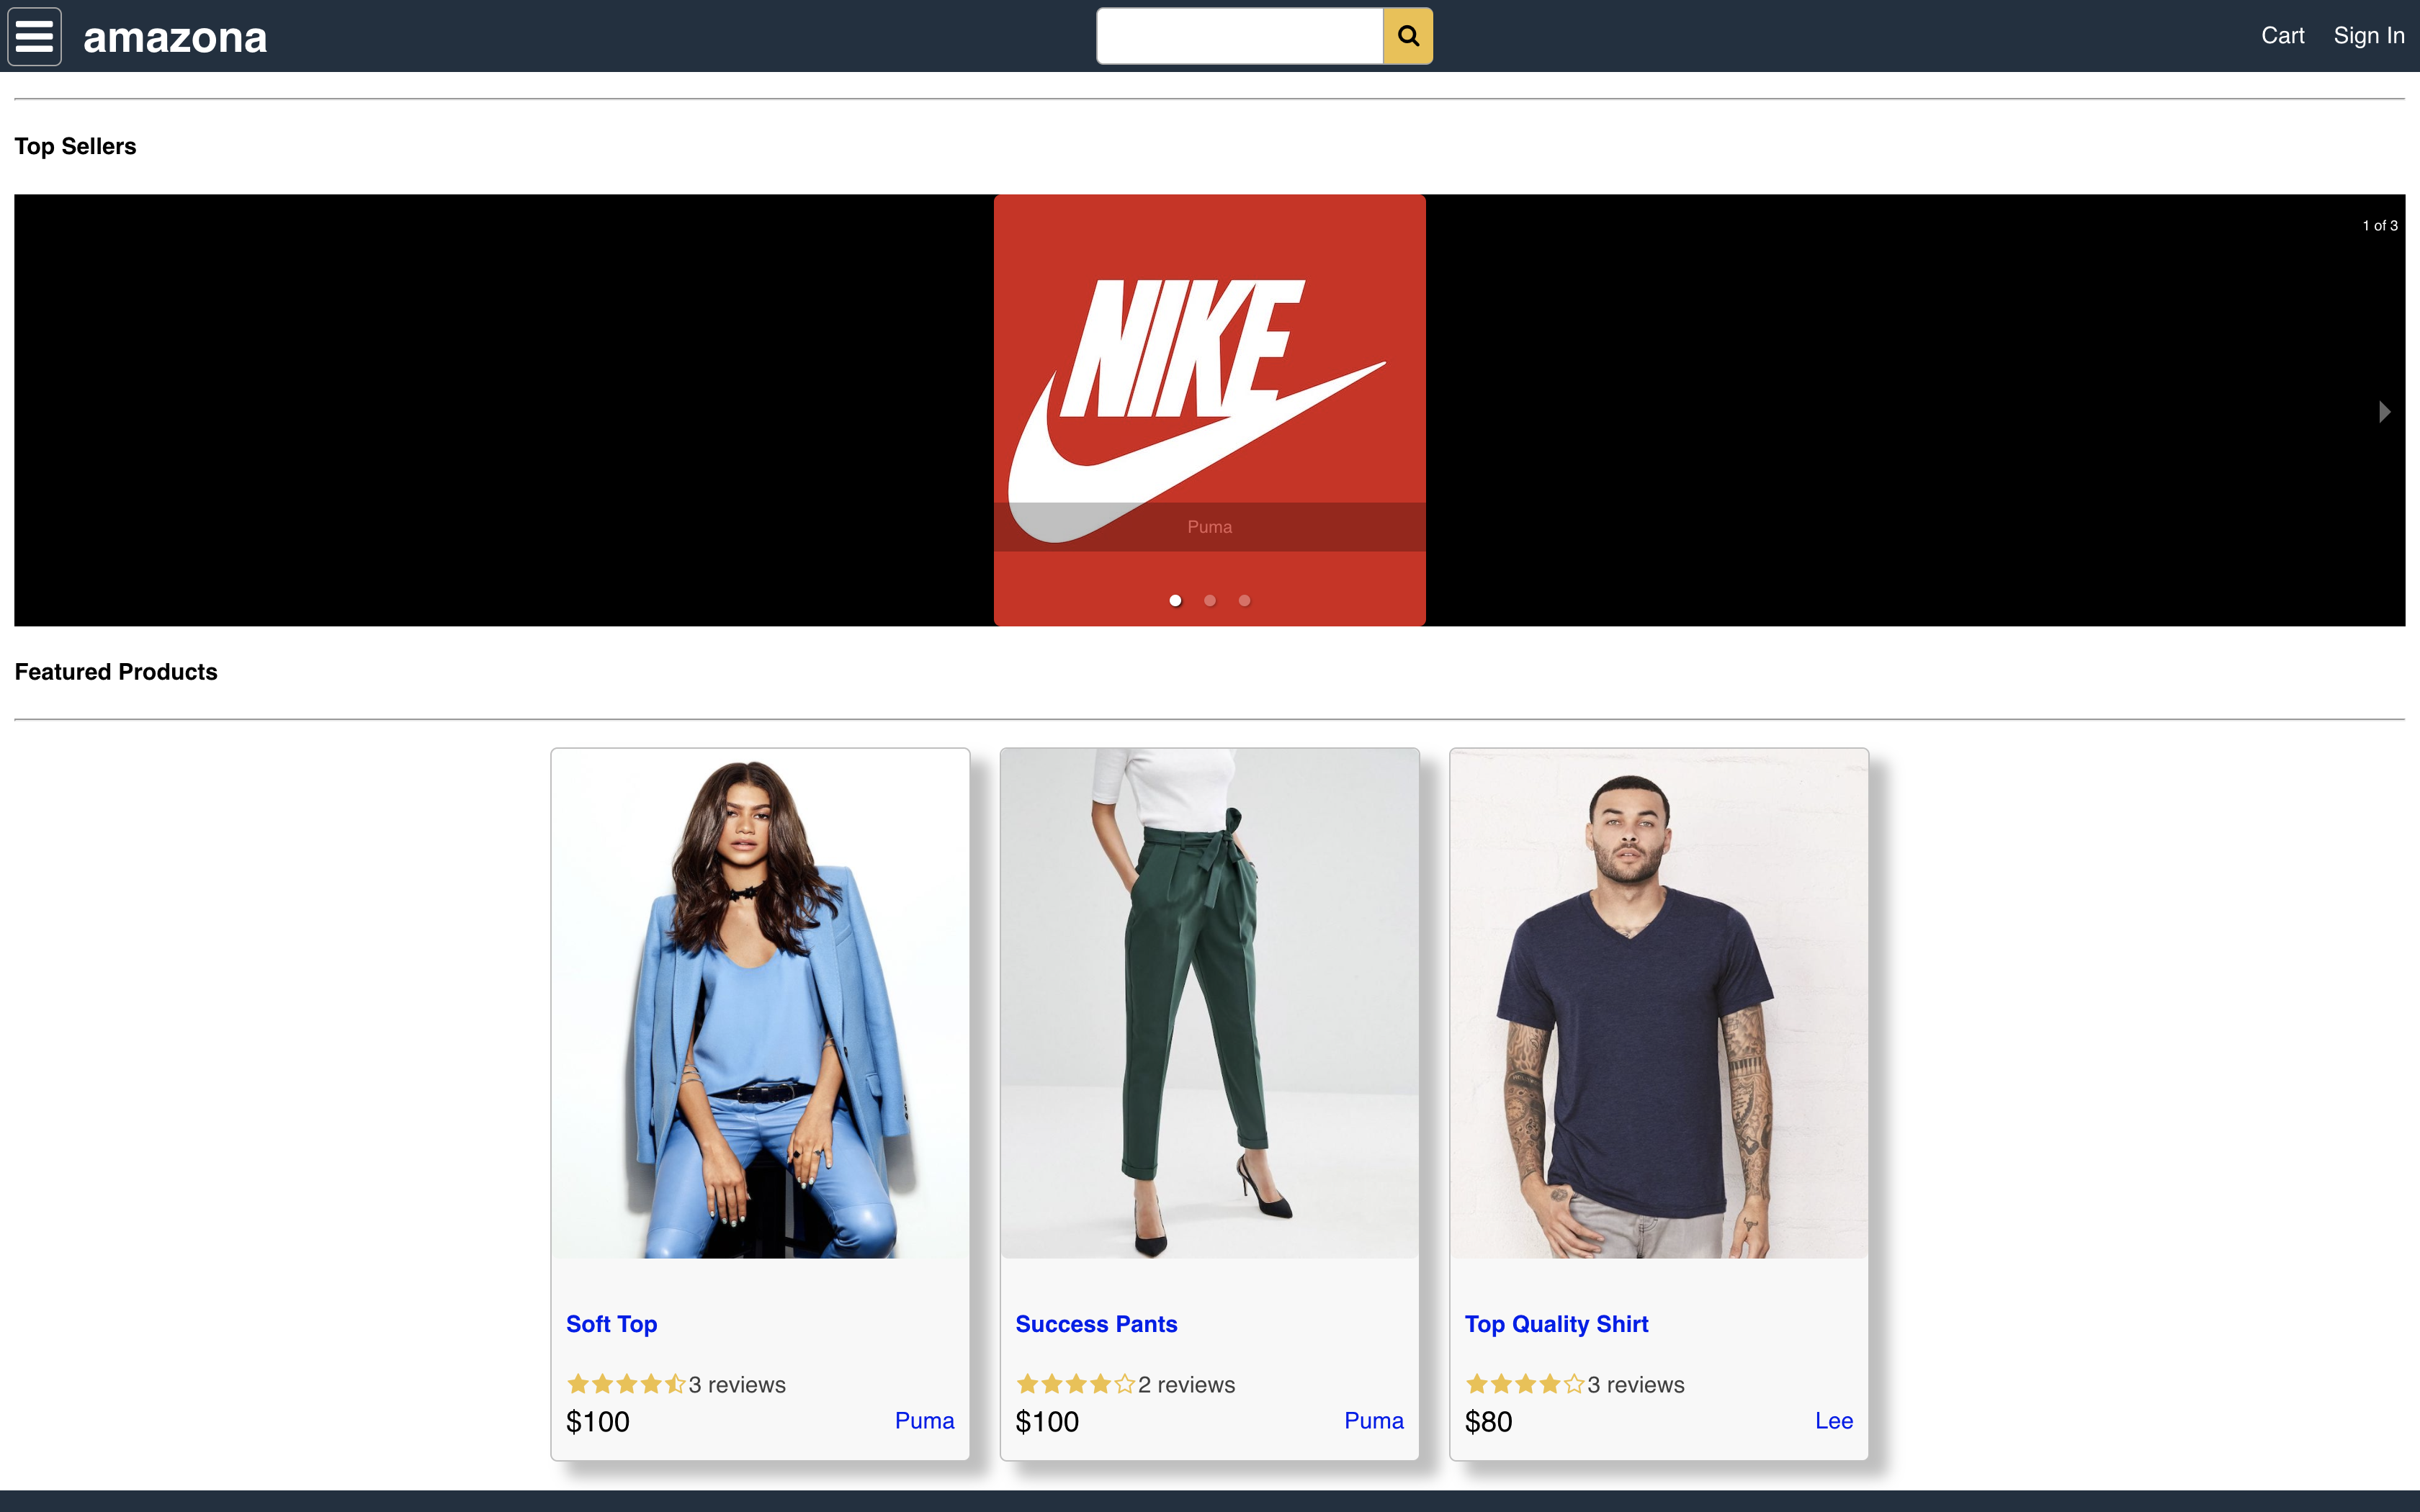 amazona
Cart Sign In
Top Sellers
1 of 3
NIKE
Puma
Featured Products
Soft Top
3 reviews
$100 Puma
Success Pants
2 reviews
$100 Puma
Top Quality Shirt
3 reviews
$80 Lee